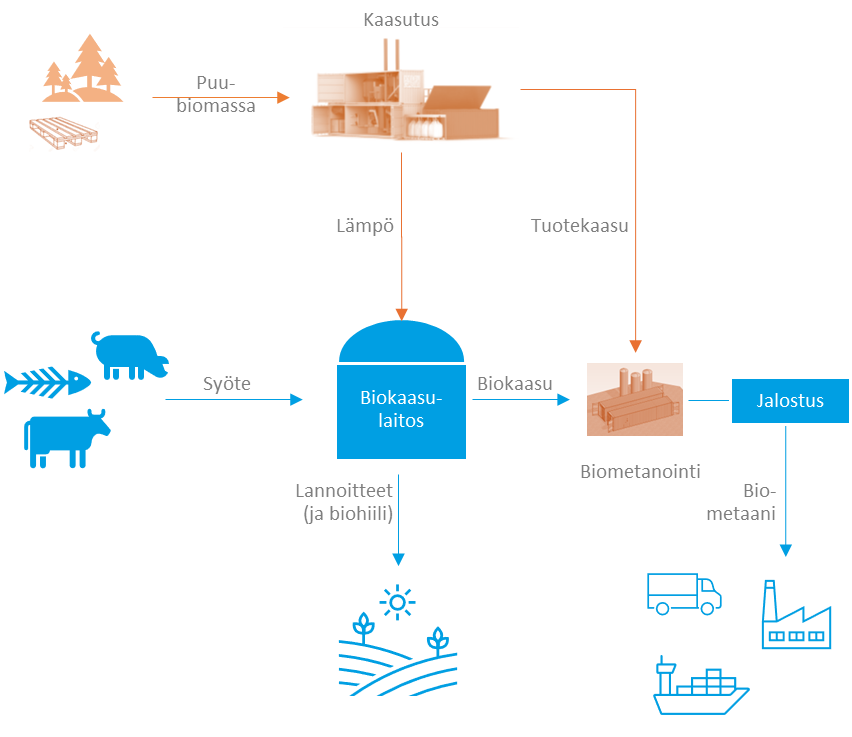 Kaasutus
Puu-
biomassa
Lämpö
Tuotekaasu
Syöte
Biokaasu-
laitos
Biokaasu
Jalostus
Biometanointi
Lannoitteet
(ja biohiili)
Bio-
metaani